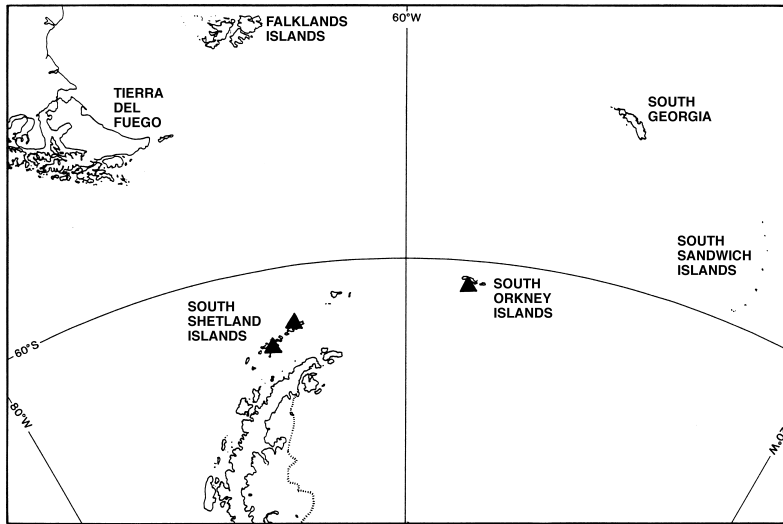 60°W
FALKLANDS
ISLANDS
TIERRA
DEL
FUEGO
SOUTH
GEORGIA
SOUTH
SANDWICH
ISLANDS
SOUTH
ORKNEY
ISLANDS
SOUTH
SHETLAND
ISLANDS
60°S
80°W